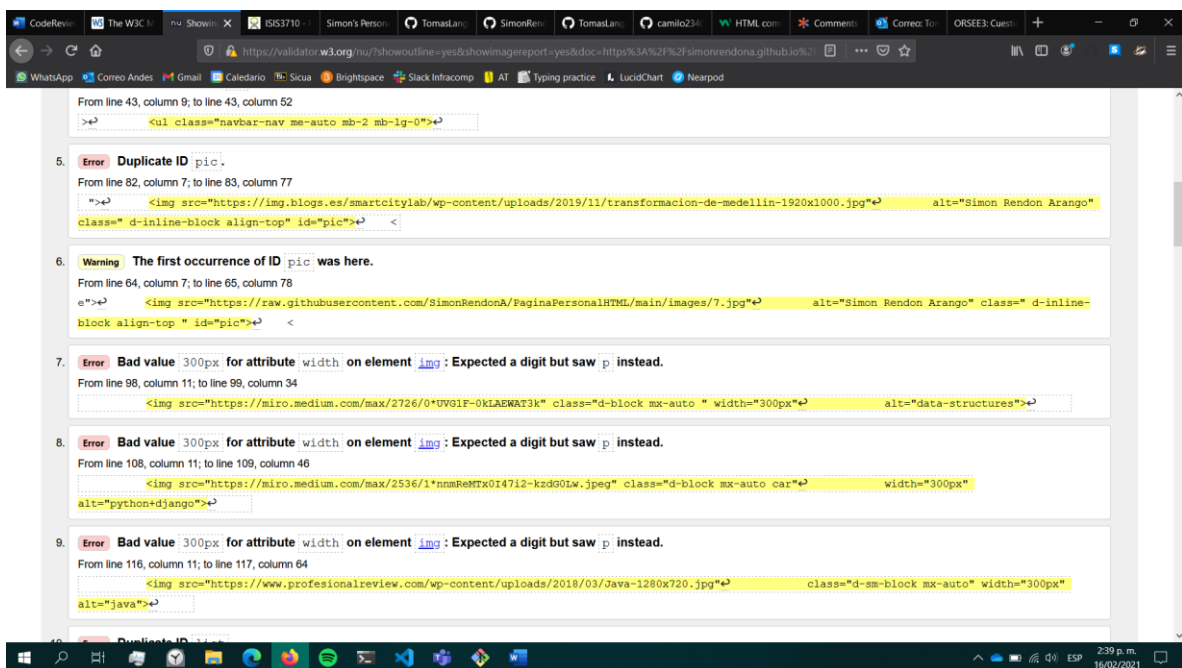 CodeRevie
The W3C M
nu Showin
ISIS3710 -
Simon's Person
TomasLang
SimonRend
TomasLang
camilo234
HTML com
Comments
Correo: Tom
ORSEE3: Cuesti
https://validator.w3.org/nu/?showoutline=yes&showimagereport=yes&doc=https%3A%2F%2Fsimonrendona.github.io%2
WhatsApp Correo Andes Gmail Caledario Sicua Brightspace Slack Infracomp AT Typing practice LucidChart Nearpod
From line 43, column 9; to line 43, column 52
>↩ <ul class="navbar-nav me-auto mb-2 mb-lg-0">↩
5. Error Duplicate ID pic.
From line 82, column 7; to line 83, column 77
">↩ <img src="https://img.blogs.es/smartcitylab/wp-content/uploads/2019/11/transformacion-de-medellin-1920x1000.jpg"↩ alt="Simon Rendon Arango"
class=" d-inline-block align-top" id="pic">↩ <
6. Warning The first occurrence of ID pic was here.
From line 64, column 7; to line 65, column 78
e">↩ <img src="https://raw.githubusercontent.com/SimonRendonA/PaginaPersonalHTML/main/images/7.jpg"↩ alt="Simon Rendon Arango" class=" d-inline-
block align-top " id="pic">↩ <
7. Error Bad value 300px for attribute width on element img: Expected a digit but saw p instead.
From line 98, column 11; to line 99, column 34
<img src="https://miro.medium.com/max/2726/0*UVG1F-0kLAEWAT3k" class="d-block mx-auto " width="300px"↩ alt="data-structures">↩
8. Error Bad value 300px for attribute width on element img: Expected a digit but saw p instead.
From line 108, column 11; to line 109, column 46
<img src="https://miro.medium.com/max/2536/1*nnmReMTx0I47i2-kzdG0Lw.jpeg" class="d-block mx-auto car"↩ width="300px"
alt="python+django">↩
9. Error Bad value 300px for attribute width on element img: Expected a digit but saw p instead.
From line 116, column 11; to line 117, column 64
<img src="https://www.profesionalreview.com/wp-content/uploads/2018/03/Java-1280x720.jpg"↩ class="d-sm-block mx-auto" width="300px"
alt="java">↩
10. Error Duplicate ID list
ESP
2:39 p. m.
16/02/2021